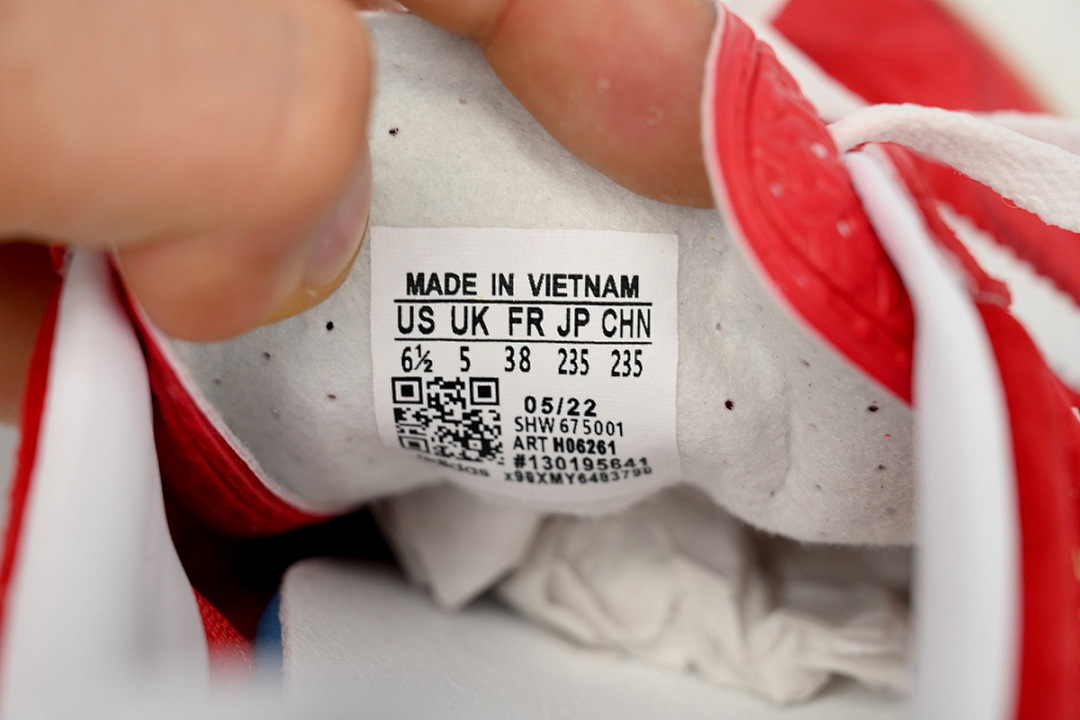 MADE IN VIETNAM
US UK FR JP CHN
6½ 5 38 235 235
05/22
SHW 675001
ART H06261
#130195641
adidas